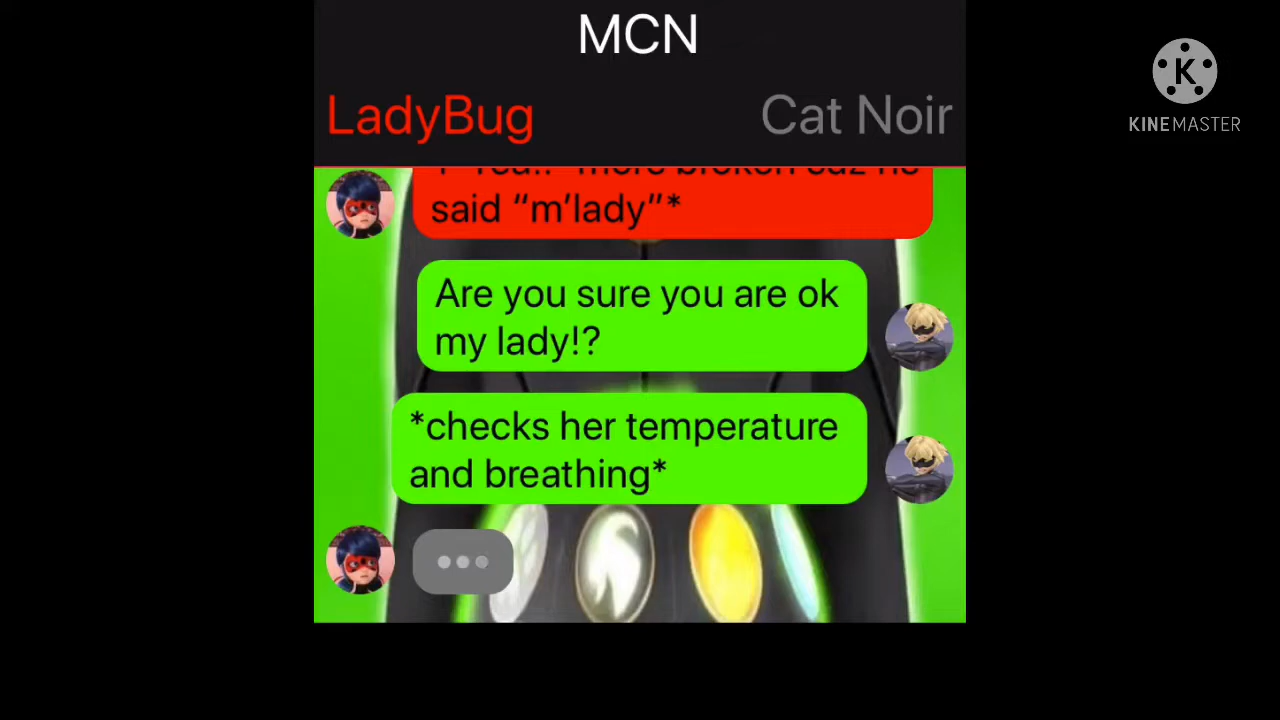 MCN
LadyBug
Cat Noir
said “m’lady”*
Are you sure you are ok
my lady!?
*checks her temperature
and breathing*
K
KINEMASTER